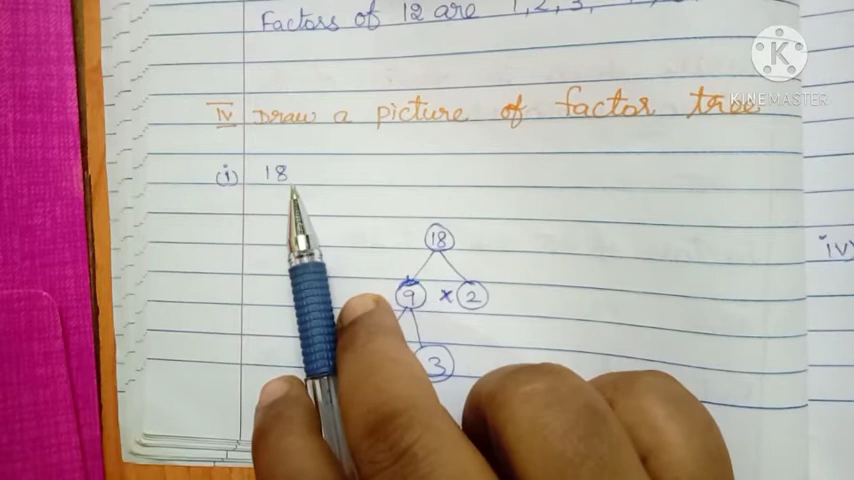 Factors of 12 are 1, 2, 3,
K
KINEMASTER
IV Draw a picture of factor tree
(i) 18
18
iv)
9 × 2
3